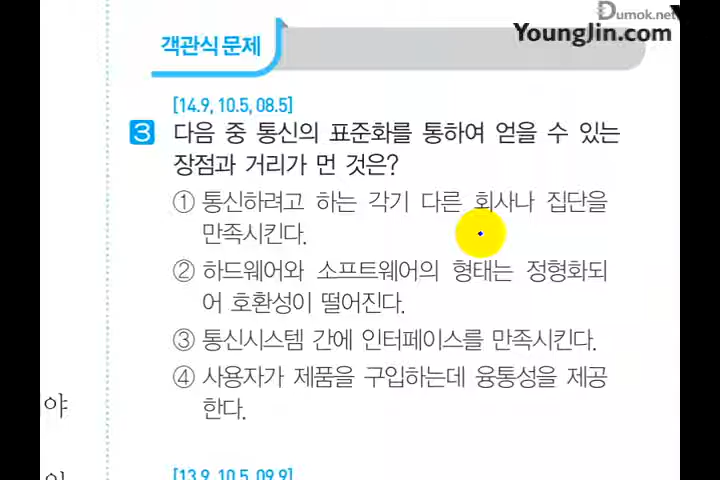 Dumok.net
YoungJin.com
객관식 문제
[14.9, 10.5, 08.5]
3 다음 중 통신의 표준화를 통하여 얻을 수 있는
장점과 거리가 먼 것은?
① 통신하려고 하는 각기 다른 회사나 집단을
만족시킨다.
② 하드웨어와 소프트웨어의 형태는 정형화되
어 호환성이 떨어진다.
③ 통신시스템 간에 인터페이스를 만족시킨다.
④ 사용자가 제품을 구입하는데 융통성을 제공
한다.
야
[13.9, 10.5, 09.9]